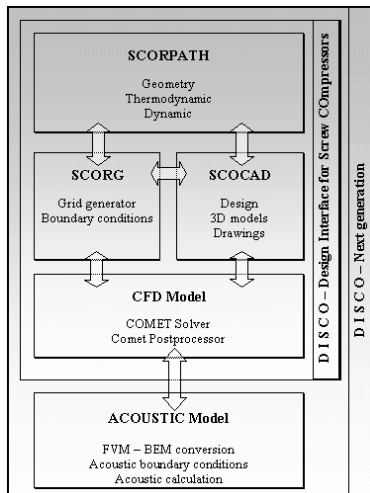 SCORPATH
Geometry
Thermodynamic
Dynamic
SCORG
Grid generator
Boundary conditions
SCOCAD
Design
3D models
Drawings
CFD Model
COMET Solver
Comet Postprocessor
ACOUSTIC Model
FVM – BEM conversion
Acoustic boundary conditions
Acoustic calculation
D I S C O – Design Interface for Screw COmpressors
D I S C O – Next generation